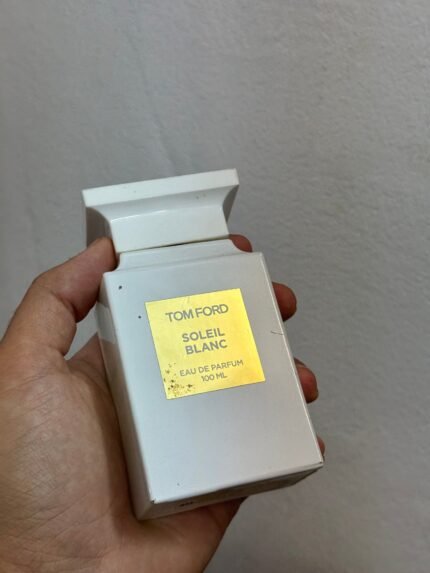 TOM FORD
SOLEIL
BLANC
EAU DE PARFUM
100 ML